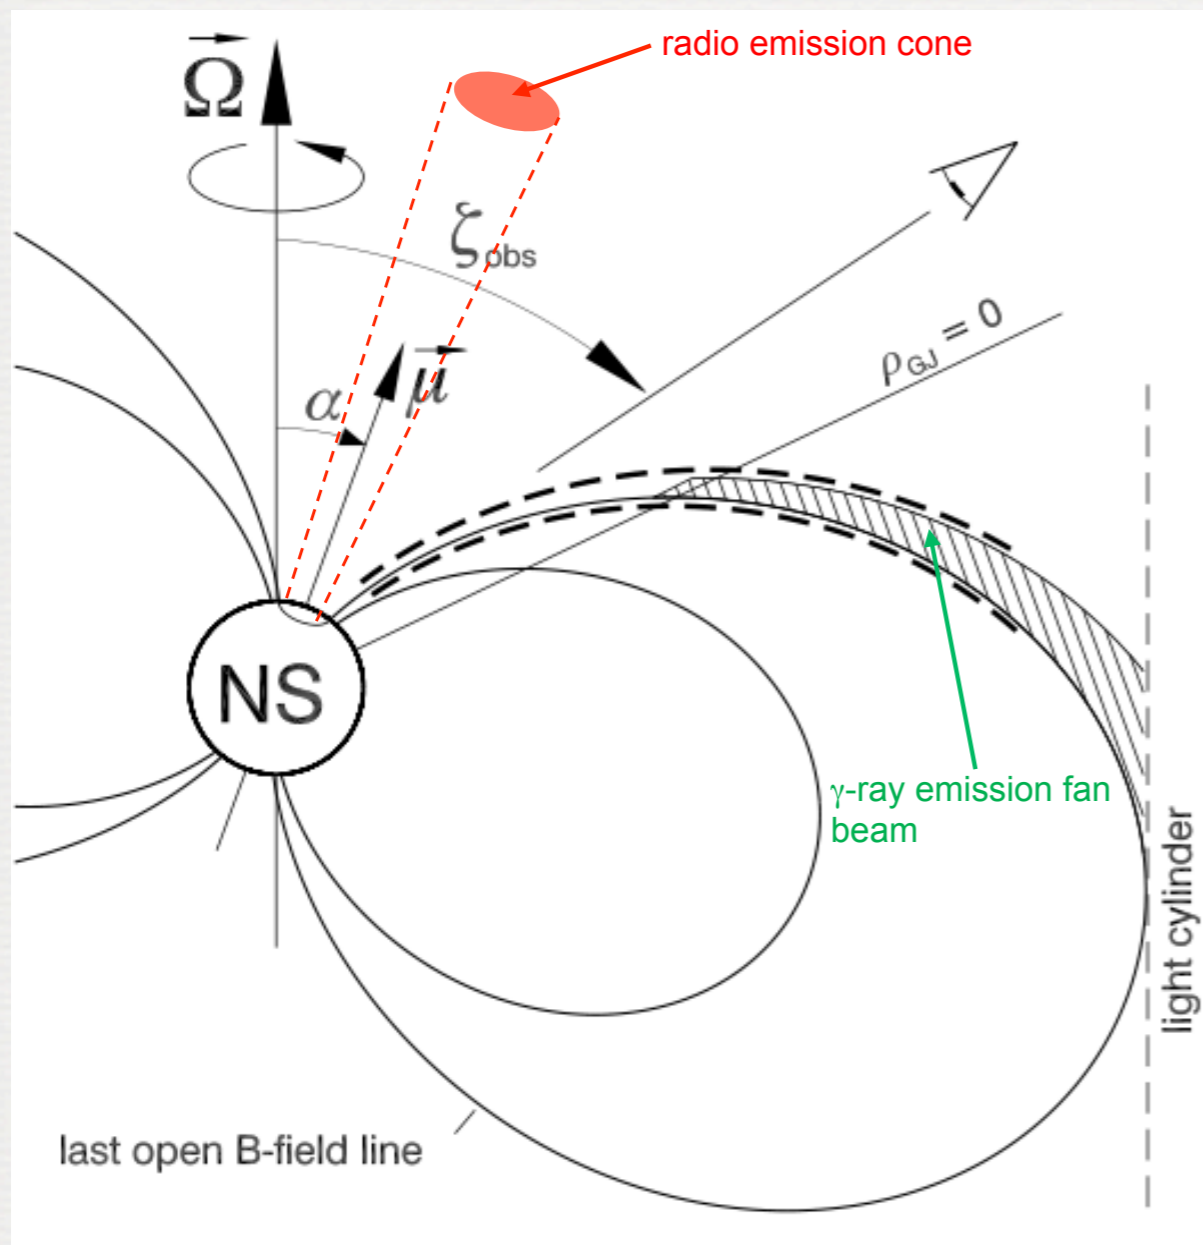 radio emission cone
Ω⃗
ζobs
ρGJ = 0
α
μ⃗
NS
γ-ray emission fan
beam
light cylinder
last open B-field line